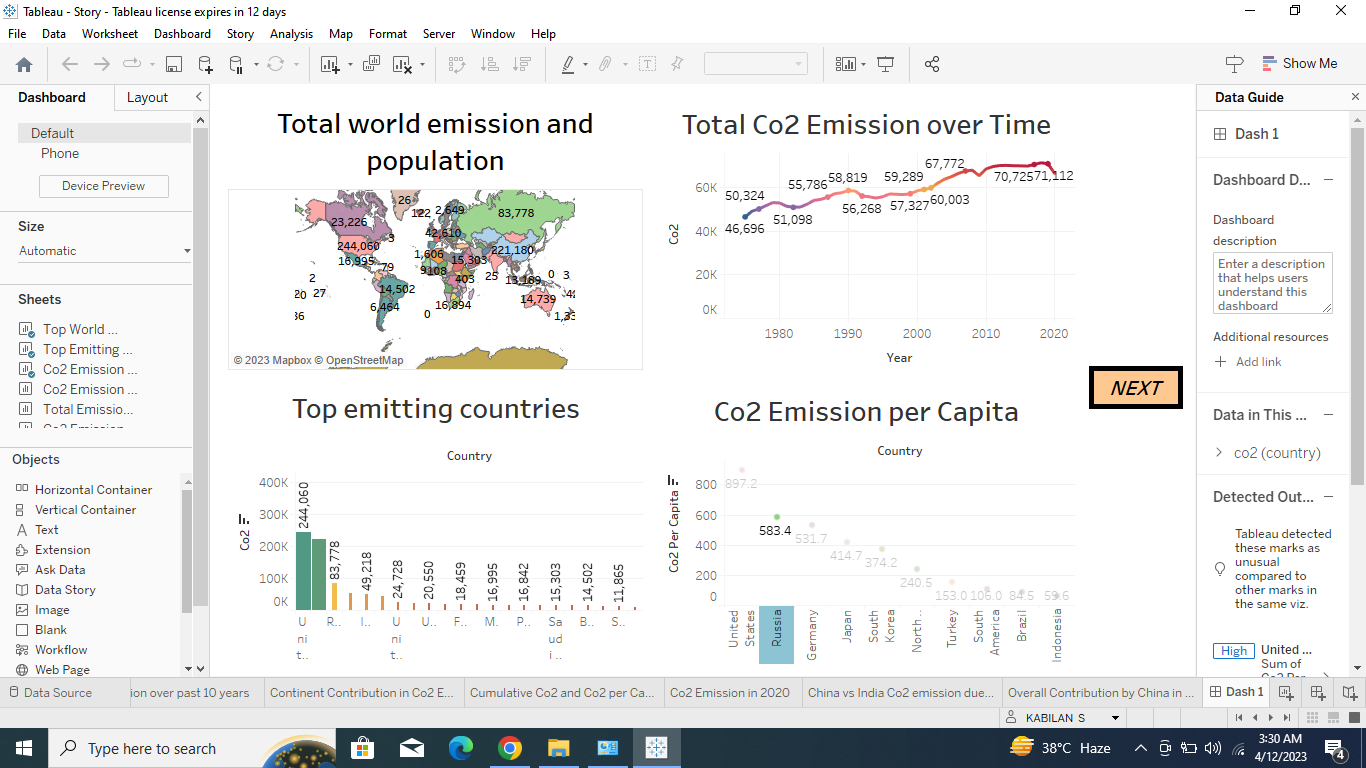 Tableau - Story - Tableau license expires in 12 days
File Data Worksheet Dashboard Story Analysis Map Format Server Window Help
Show Me
Dashboard Layout
Default
Phone
Device Preview
Size
Automatic
Sheets
Top World ...
Top Emitting ...
Co2 Emission ...
Co2 Emission ...
Total Emissio...
Objects
Horizontal Container
Vertical Container
Text
Extension
Ask Data
Data Story
Image
Blank
Workflow
Web Page
Total world emission and
population
26
122 2,649 83,778
23,226
3 42,610
244,060 221,180
16,995 79 1,606 15,303
9108 403 25 13,189 0 3
2
20 27 14,502 14,739
6,464 16,894
36 0
© 2023 Mapbox © OpenStreetMap
Total Co2 Emission over Time
Co2
60K
40K
20K
0K
50,324 55,786 58,819 59,289 67,772
46,696 51,098 56,268 57,327 60,003 70,725 71,112
1980 1990 2000 2010 2020
Year
NEXT
Top emitting countries
Country
Co2
400K
300K
200K
100K
0K
244,060 83,778 49,218 24,728 20,550 18,459 16,995 16,842 15,303 14,502 11,865
U R.. I.. U U.. F.. M. P.. Sa B.. S..
ni ni ud
t.. t.. i ..
Co2 Emission per Capita
Country
Co2 Per Capita
800
600
400
200
0
897.2
583.4
531.7
414.7
374.2
240.5
153.0 105.0 84.5 59.6
United States
Russia
Germany
Japan
South Korea
North ..
Turkey
South America
Brazil
Indonesia
Data Guide
Dash 1
Dashboard D...
Dashboard
description
Enter a description
that helps users
understand this
dashboard
Additional resources
Add link
Data in This ...
co2 (country)
Detected Out...
Tableau detected
these marks as
unusual
compared to
other marks in
the same viz.
High United ...
Sum of
Data Source ion over past 10 years Continent Contribution in Co2 E... Cumulative Co2 and Co2 per Ca... Co2 Emission in 2020 China vs India Co2 emission due... Overall Contribution by China in ... Dash 1
KABILAN S
Type here to search
38°C Haze
3:30 AM
4/12/2023
4